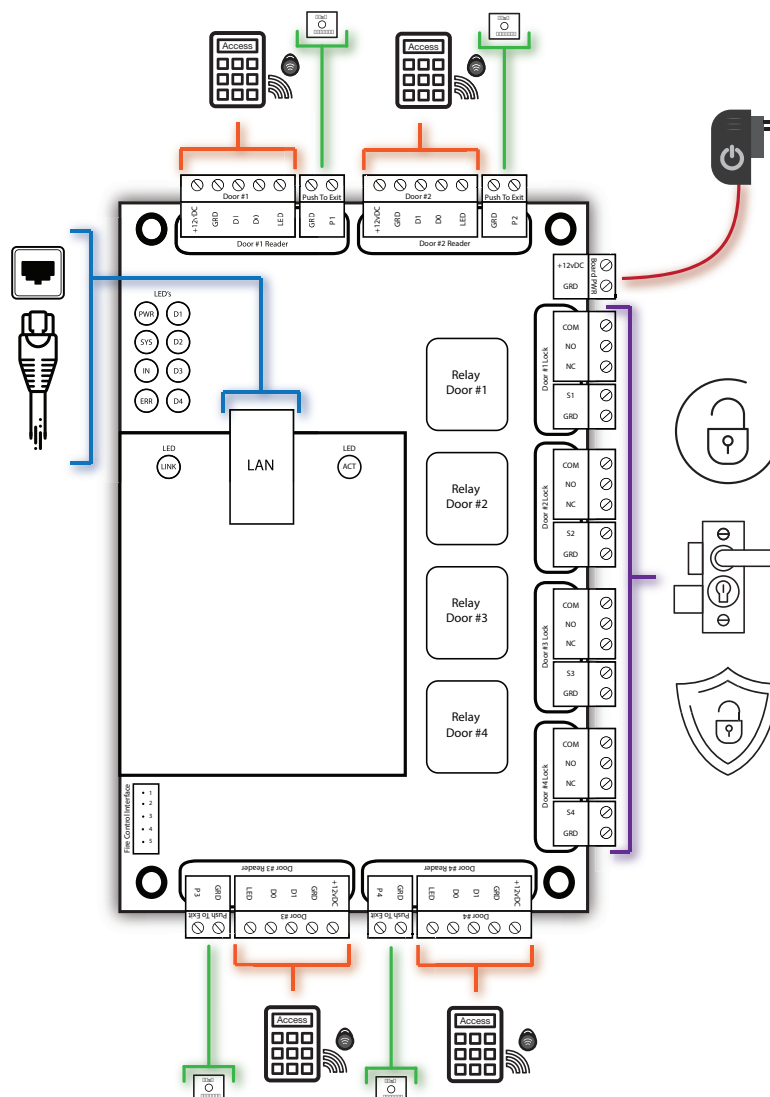 Access
Access
Door #1
Push To Exit
Door #2
Push To Exit
+12vDC
GRD
D1
D0
LED
GRD
P1
+12vDC
GRD
D1
D0
LED
GRD
P2
Door #1 Reader
Door #2 Reader
+12vDC
GRD
Board PWR
LED's
PWR
D1
SYS
D2
IN
D3
ERR
D4
COM
NO
NC
S1
GRD
Door #1 Lock
Relay
Door #1
LED
LINK
LAN
LED
ACT
COM
NO
NC
S2
GRD
Door #2 Lock
Relay
Door #2
COM
NO
NC
S3
GRD
Door #3 Lock
Relay
Door #3
COM
NO
NC
S4
GRD
Door #4 Lock
Relay
Door #4
Fire Control Interface
1
2
3
4
5
Door #3 Reader
Door #4 Reader
P3
GRD
LED
D0
D1
GRD
+12vDC
P4
GRD
LED
D0
D1
GRD
+12vDC
Push To Exit
Door #3
Push To Exit
Door #4
Access
Access